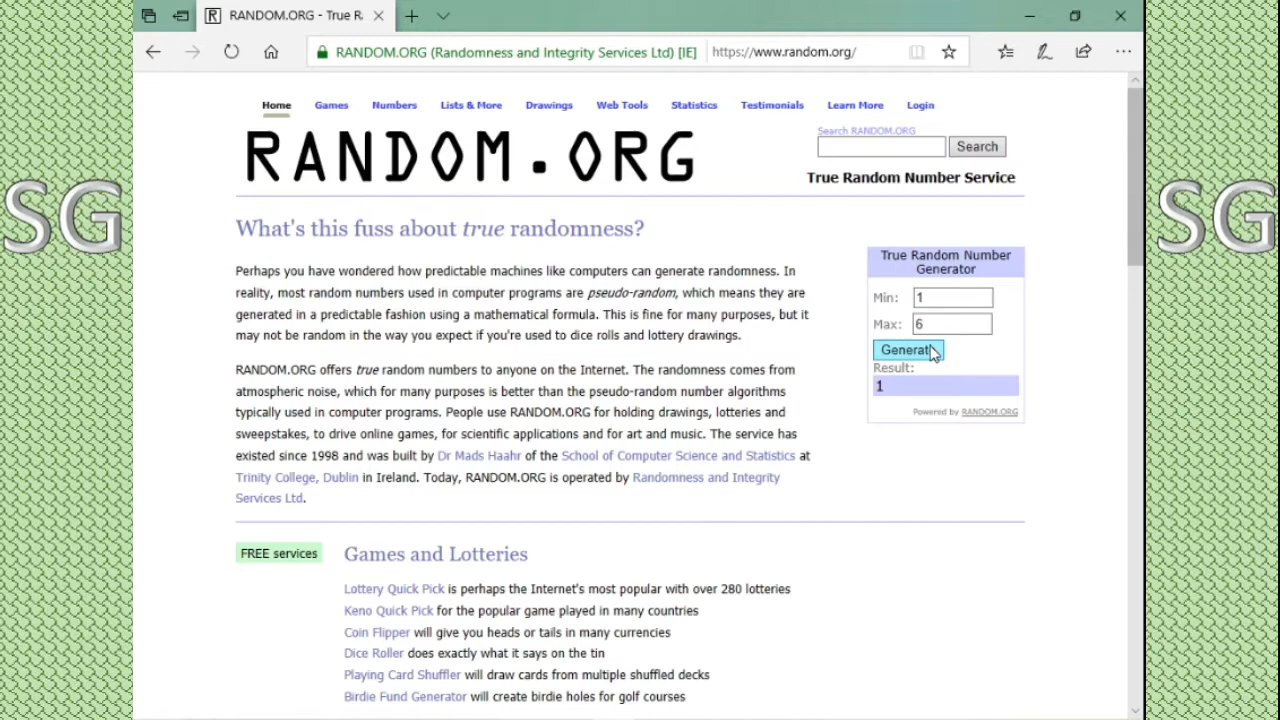 RANDOM.ORG - True R
RANDOM.ORG (Randomness and Integrity Services Ltd) [IE]
https://www.random.org/
Home Games Numbers Lists & More Drawings Web Tools Statistics Testimonials Learn More Login
RANDOM.ORG
Search RANDOM.ORG
Search
True Random Number Service
SG
SG
What's this fuss about true randomness?
Perhaps you have wondered how predictable machines like computers can generate randomness. In
reality, most random numbers used in computer programs are pseudo-random, which means they are
generated in a predictable fashion using a mathematical formula. This is fine for many purposes, but it
may not be random in the way you expect if you're used to dice rolls and lottery drawings.
RANDOM.ORG offers true random numbers to anyone on the Internet. The randomness comes from
atmospheric noise, which for many purposes is better than the pseudo-random number algorithms
typically used in computer programs. People use RANDOM.ORG for holding drawings, lotteries and
sweepstakes, to drive online games, for scientific applications and for art and music. The service has
existed since 1998 and was built by Dr Mads Haahr of the School of Computer Science and Statistics at
Trinity College, Dublin in Ireland. Today, RANDOM.ORG is operated by Randomness and Integrity
Services Ltd.
True Random Number
Generator
Min: 1
Max: 6
Generat
Result:
1
Powered by RANDOM.ORG
FREE services
Games and Lotteries
Lottery Quick Pick is perhaps the Internet's most popular with over 280 lotteries
Keno Quick Pick for the popular game played in many countries
Coin Flipper will give you heads or tails in many currencies
Dice Roller does exactly what it says on the tin
Playing Card Shuffler will draw cards from multiple shuffled decks
Birdie Fund Generator will create birdie holes for golf courses